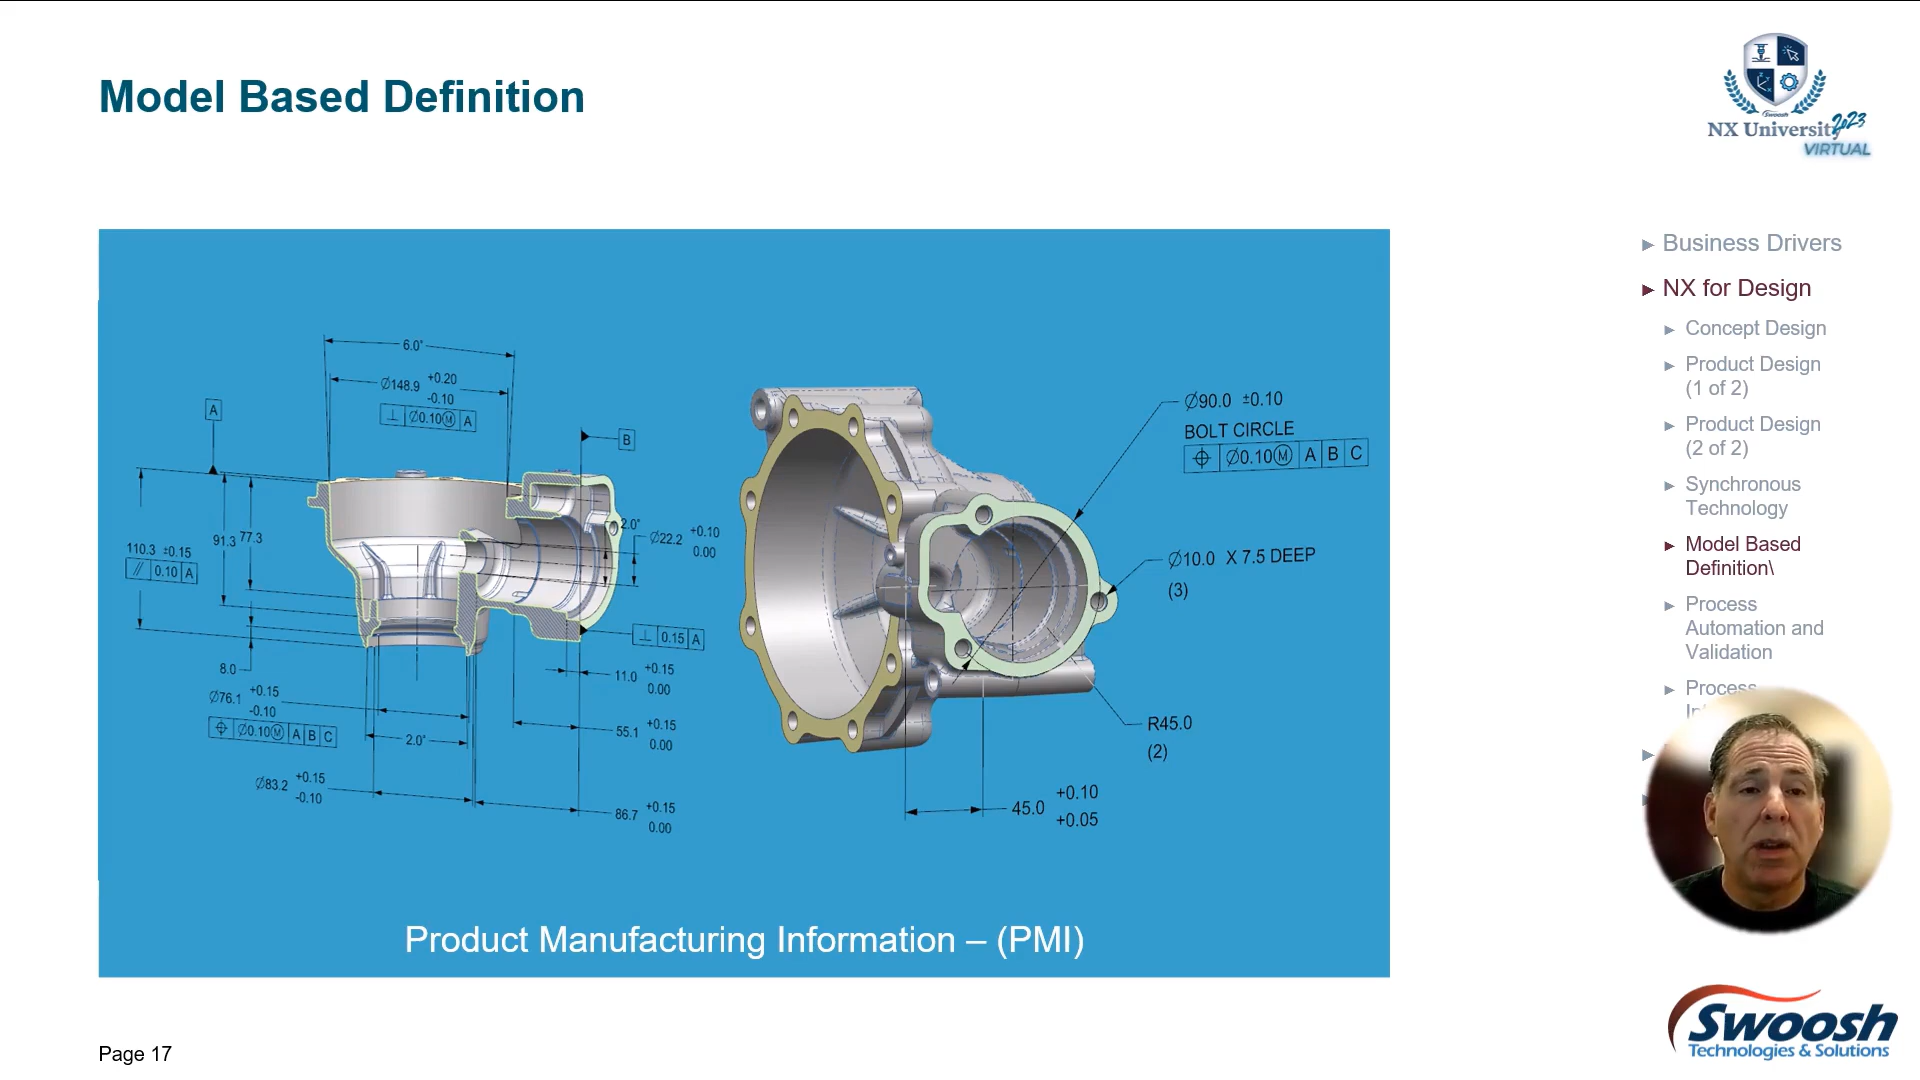 Model Based Definition
Swoosh
NX University
2023
VIRTUAL
6.0°
Ø148.9 +0.20
-0.10
⊥ Ø0.10Ⓜ A
A
B
110.3 ±0.15
// 0.10 A
91.3
77.3
8.0
Ø76.1 +0.15
-0.10
⌖ Ø0.10Ⓜ A B C
2.0°
Ø83.2 +0.15
-0.10
2.0°
Ø22.2 +0.10
0.00
⊥ 0.15 A
11.0 +0.15
0.00
55.1 +0.15
0.00
86.7 +0.15
0.00
Ø90.0 ±0.10
BOLT CIRCLE
⌖ Ø0.10Ⓜ A B C
Ø10.0 X 7.5 DEEP
(3)
R45.0
(2)
45.0 +0.10
+0.05
Product Manufacturing Information – (PMI)
Business Drivers
NX for Design
Concept Design
Product Design
(1 of 2)
Product Design
(2 of 2)
Synchronous
Technology
Model Based
Definition\
Process
Automation and
Validation
Process
Page 17
Swoosh
Technologies & Solutions